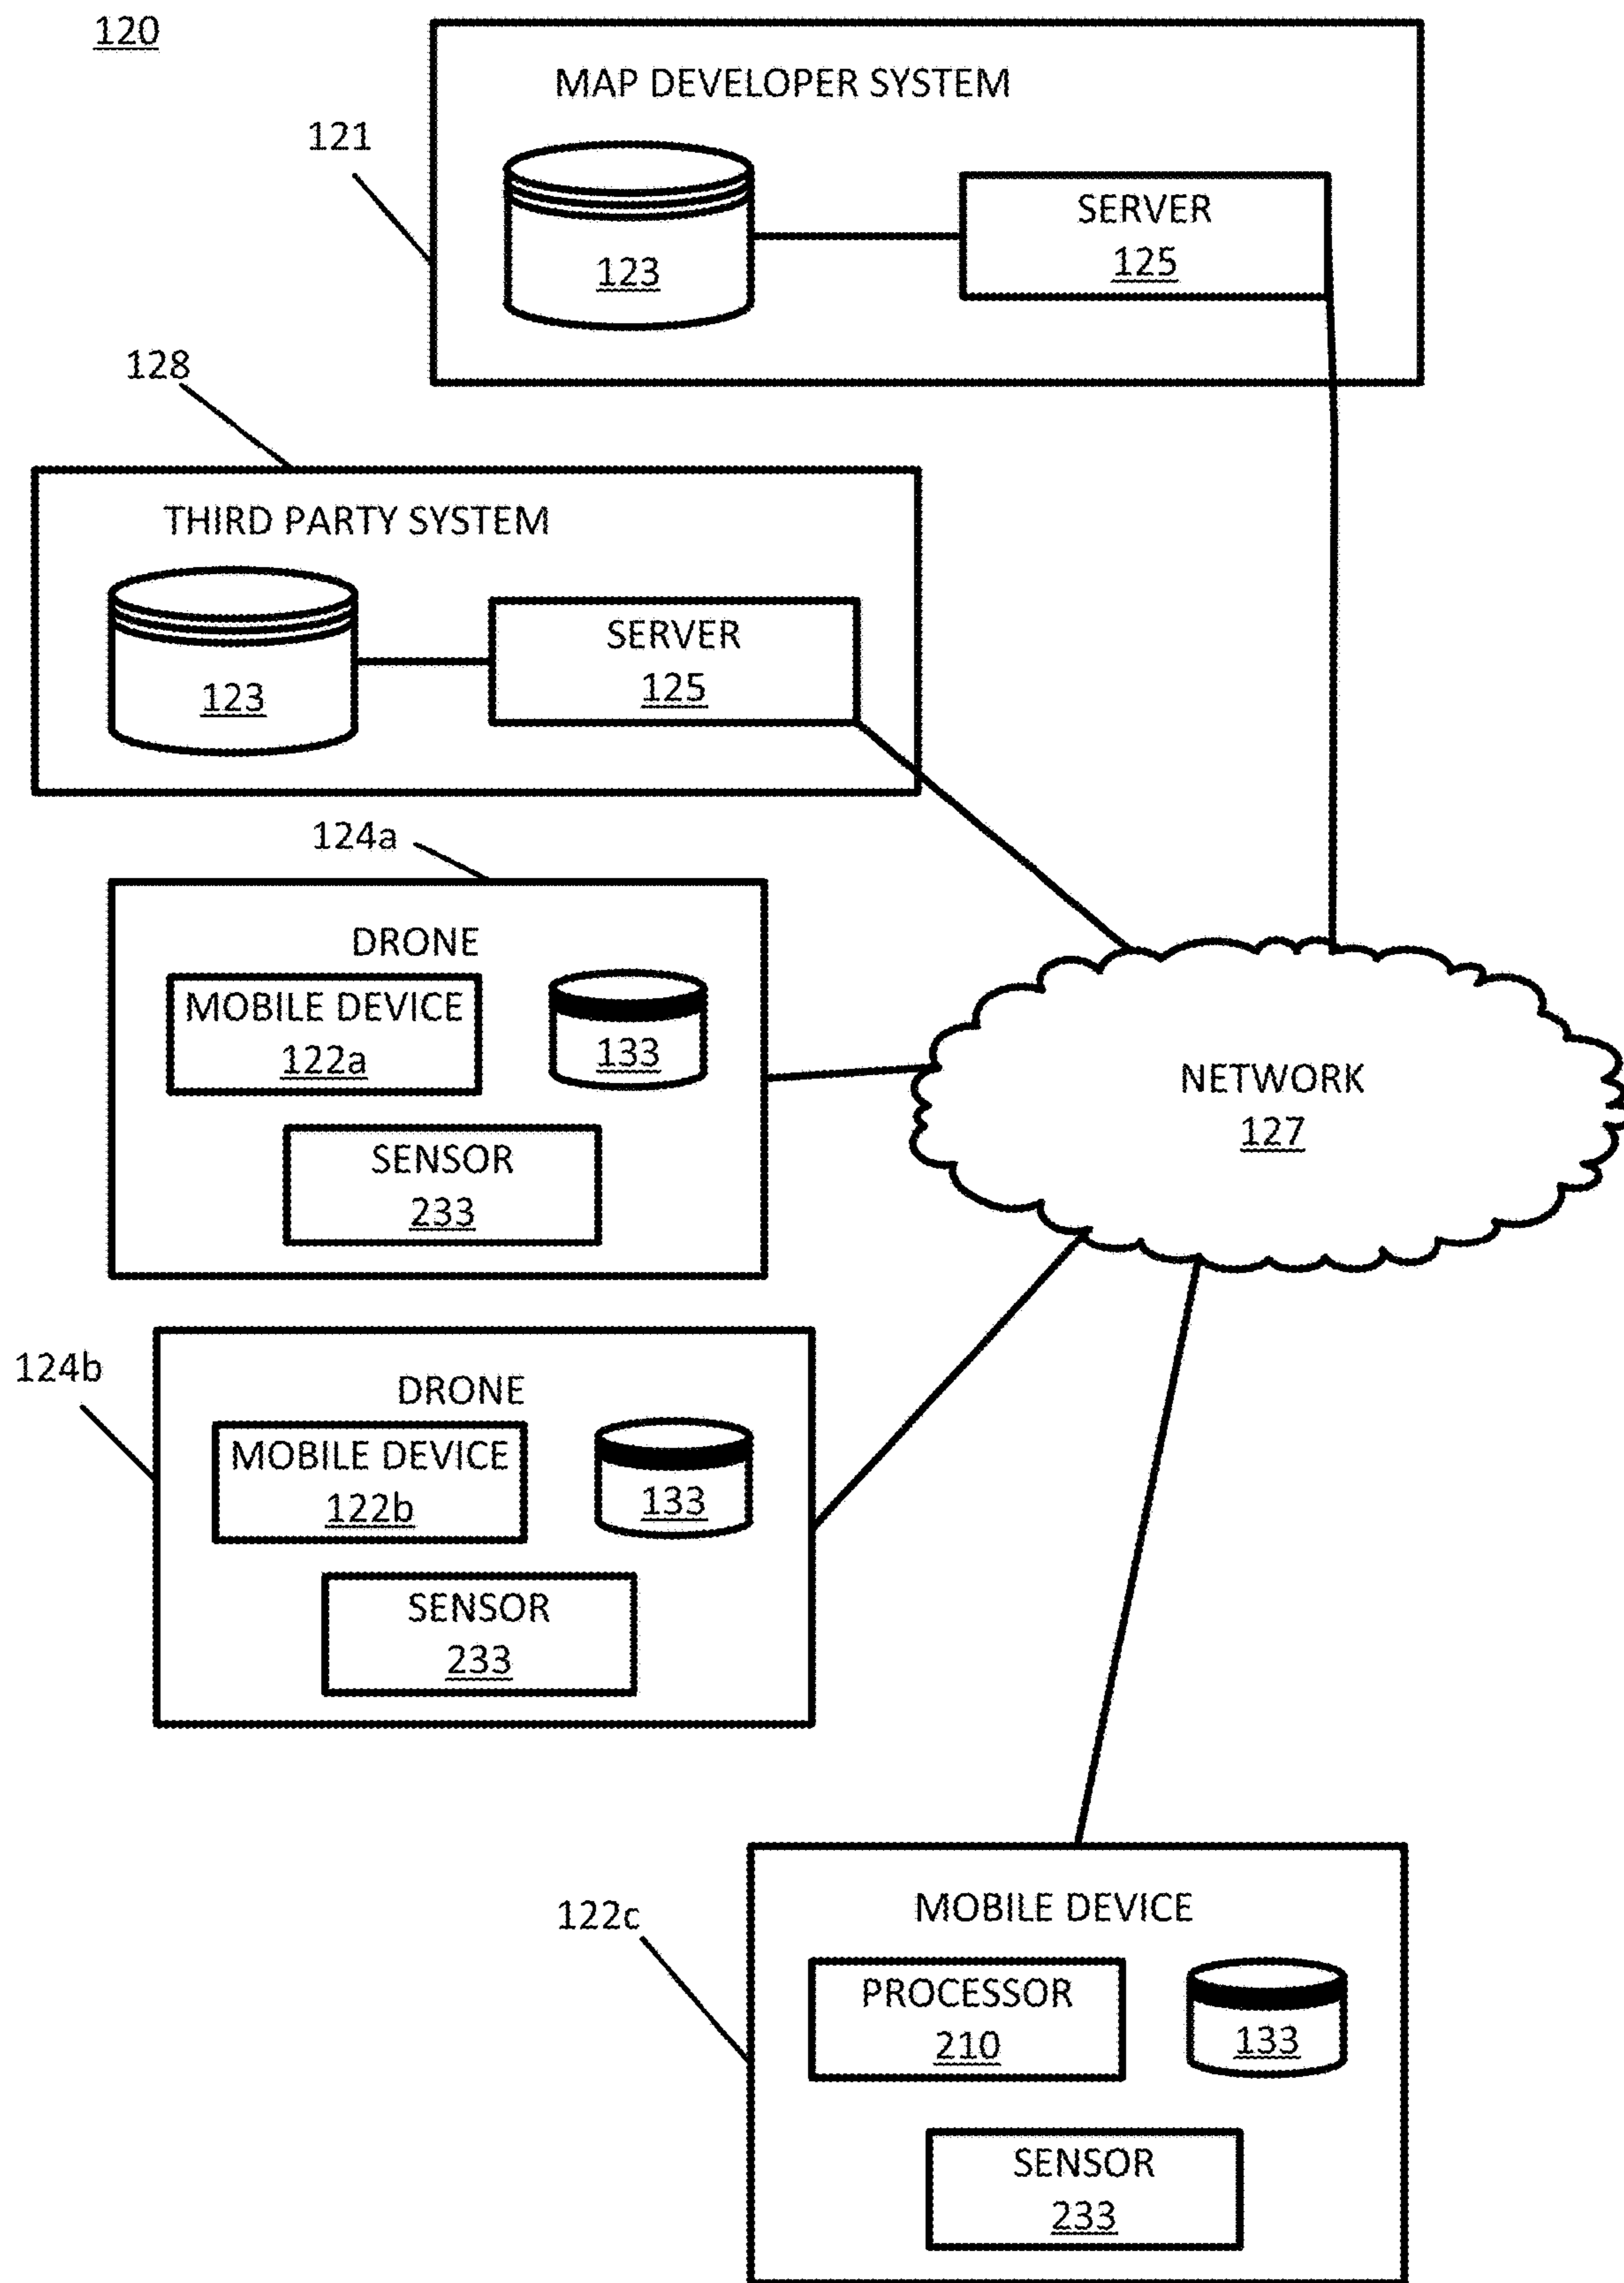 120
MAP DEVELOPER SYSTEM
121
SERVER
125
123
128
THIRD PARTY SYSTEM
SERVER
125
123
124a
DRONE
MOBILE DEVICE
122a
133
SENSOR
233
NETWORK
127
124b
DRONE
MOBILE DEVICE
122b
133
SENSOR
233
122c
MOBILE DEVICE
PROCESSOR
210
133
SENSOR
233